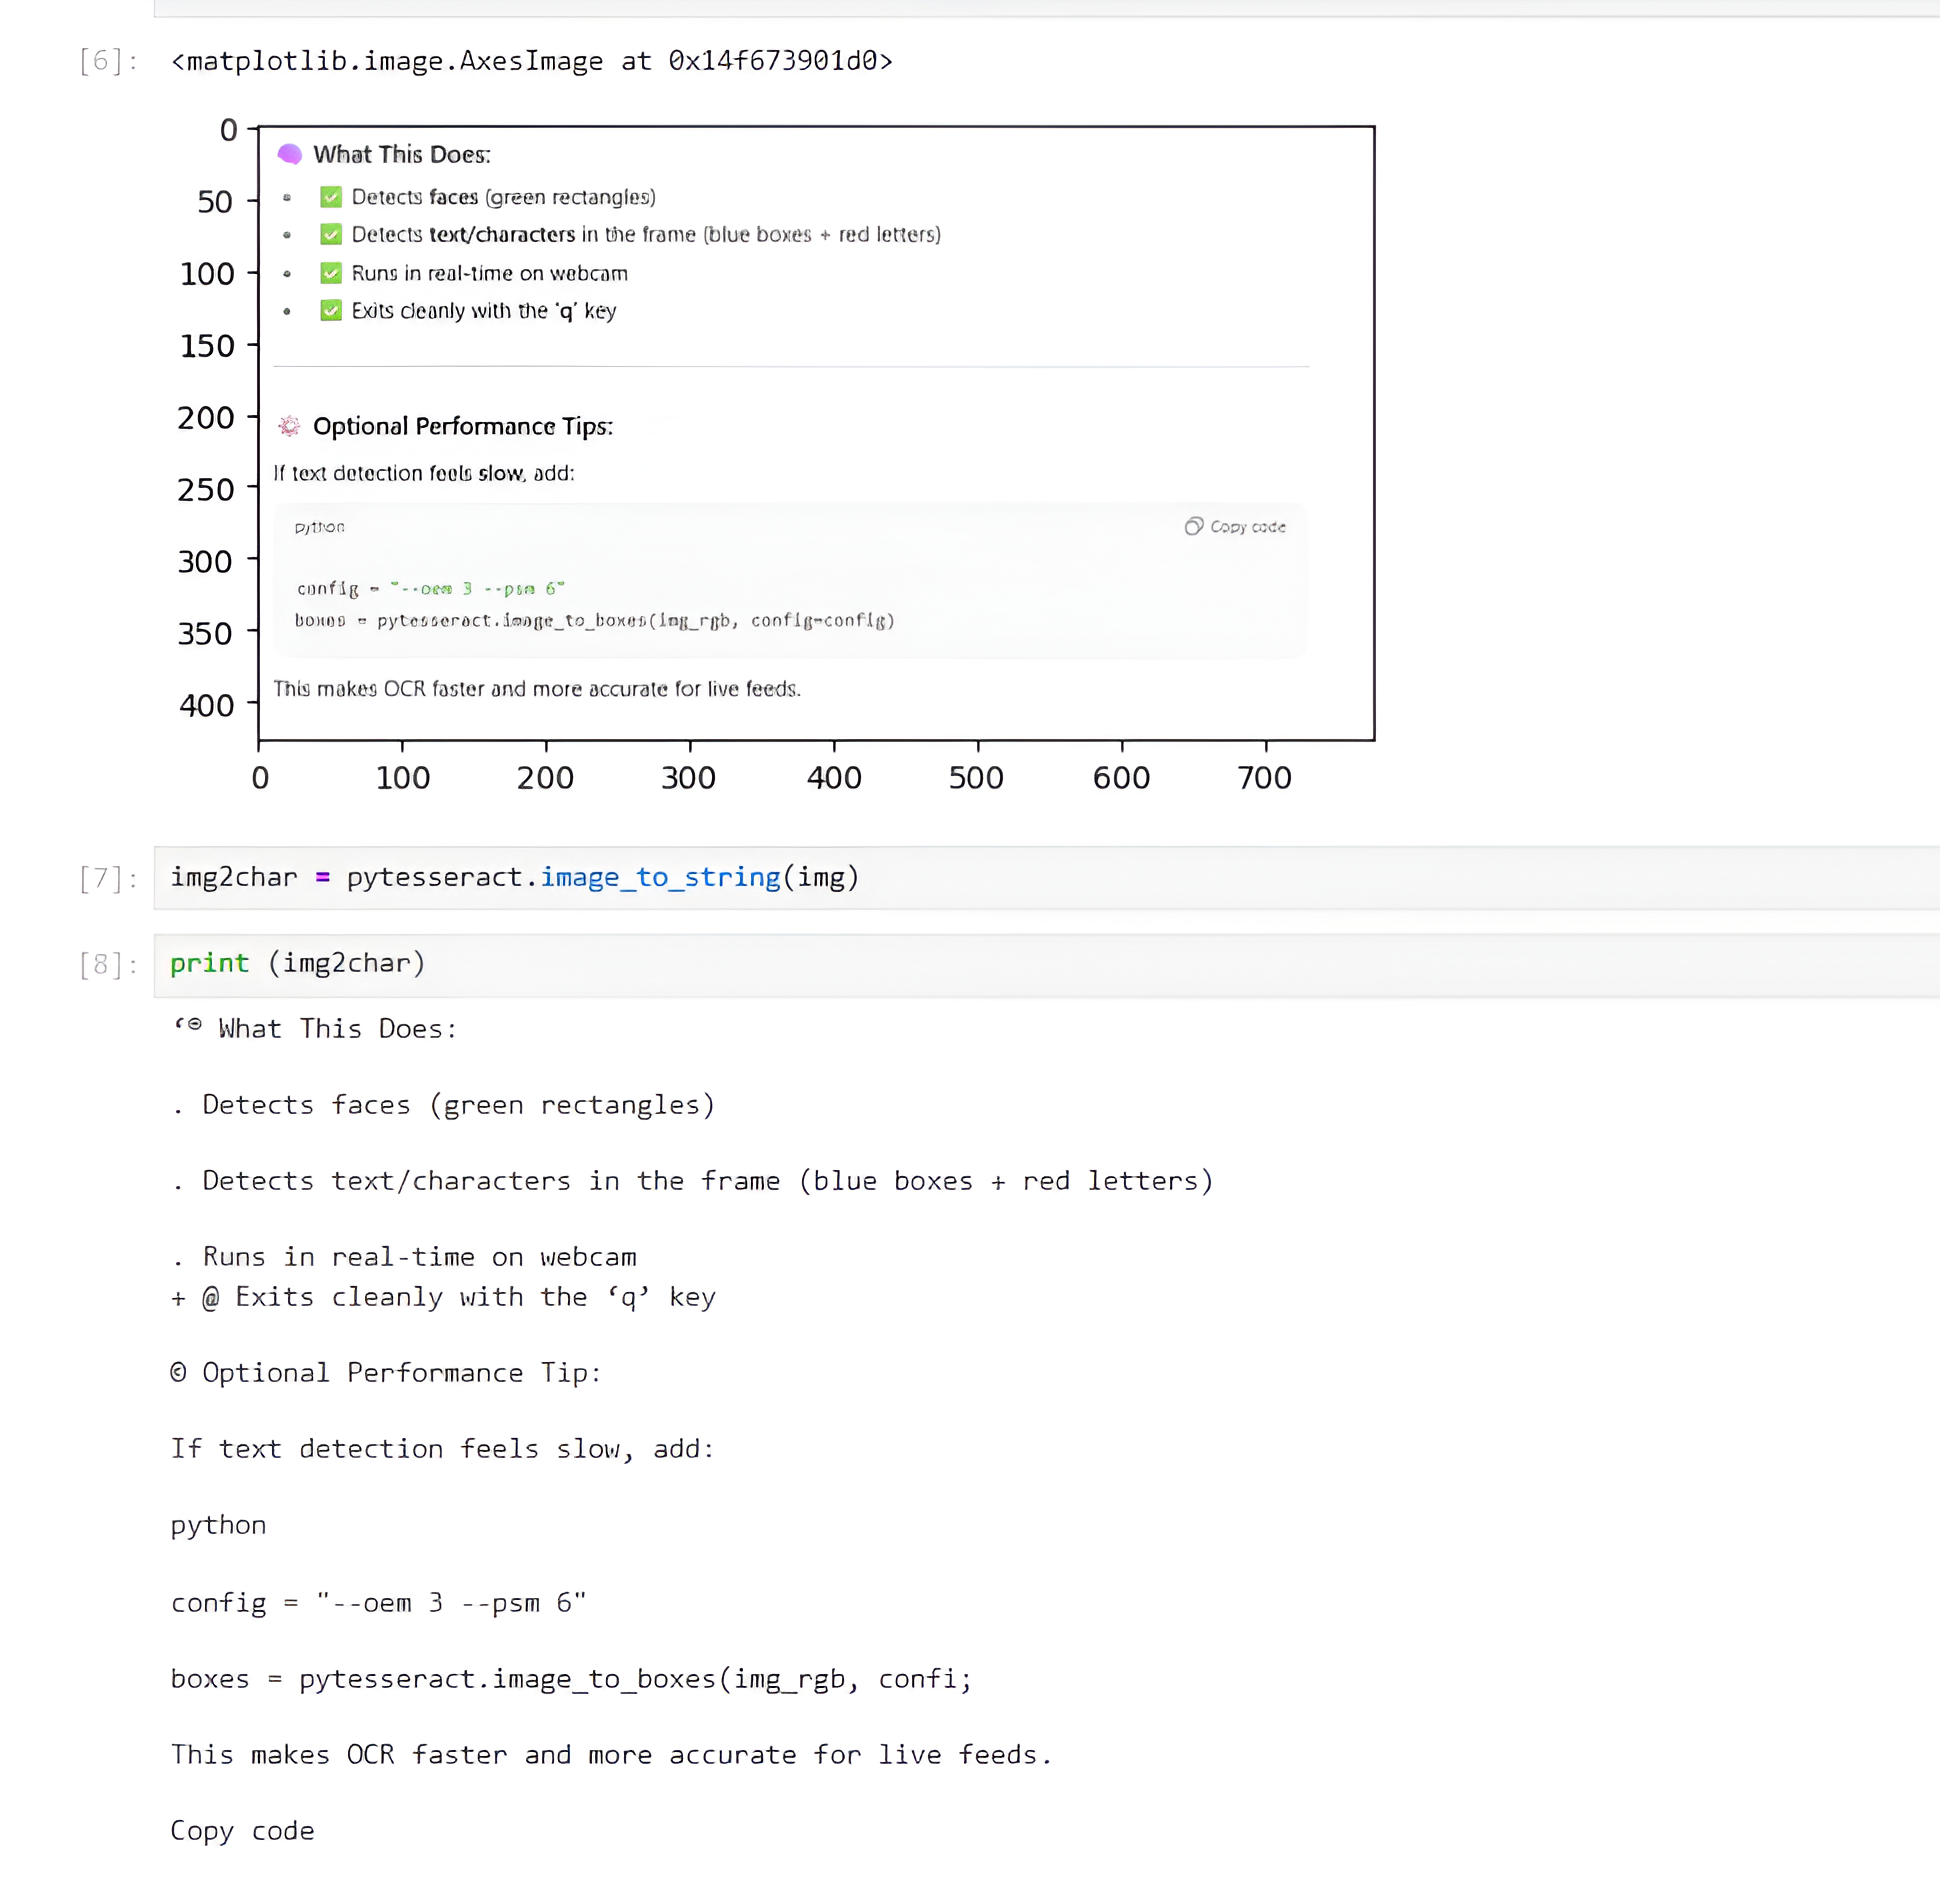 [6]: <matplotlib.image.AxesImage at 0x14f673901d0>
0
50
100
150
200
250
300
350
400
What This Does:
• ✅ Detects faces (green rectangles)
• ✅ Detects text/characters in the frame (blue boxes + red letters)
• ✅ Runs in real-time on webcam
• ✅ Exits cleanly with the 'q' key
Optional Performance Tips:
If text detection feels slow, add:
python
Copy code
config = "--oem 3 --psm 6"
boxes = pytesseract.image_to_boxes(img_rgb, config=config)
This makes OCR faster and more accurate for live feeds.
0 100 200 300 400 500 600 700
[7]: img2char = pytesseract.image_to_string(img)
[8]: print (img2char)
‘© What This Does:
. Detects faces (green rectangles)
. Detects text/characters in the frame (blue boxes + red letters)
. Runs in real-time on webcam
+ @ Exits cleanly with the ‘q’ key
© Optional Performance Tip:
If text detection feels slow, add:
python
config = "--oem 3 --psm 6"
boxes = pytesseract.image_to_boxes(img_rgb, confi;
This makes OCR faster and more accurate for live feeds.
Copy code